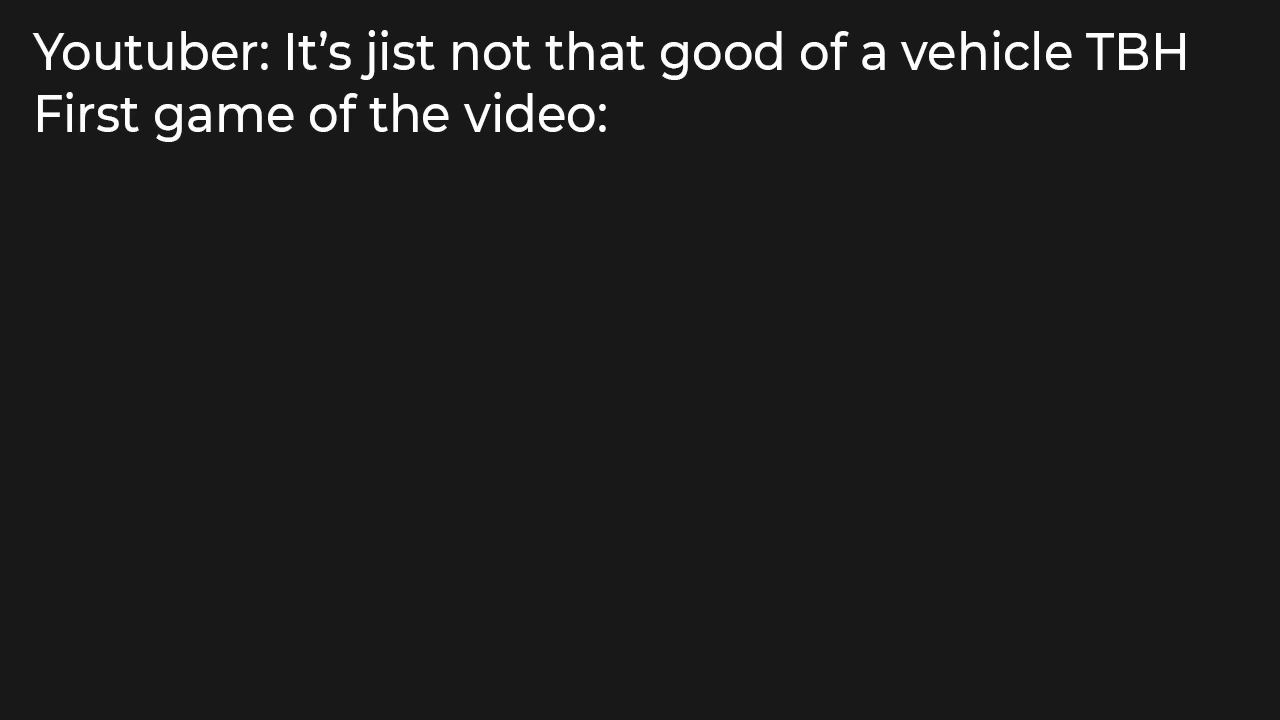 Youtuber: It’s jist not that good of a vehicle TBH
First game of the video: